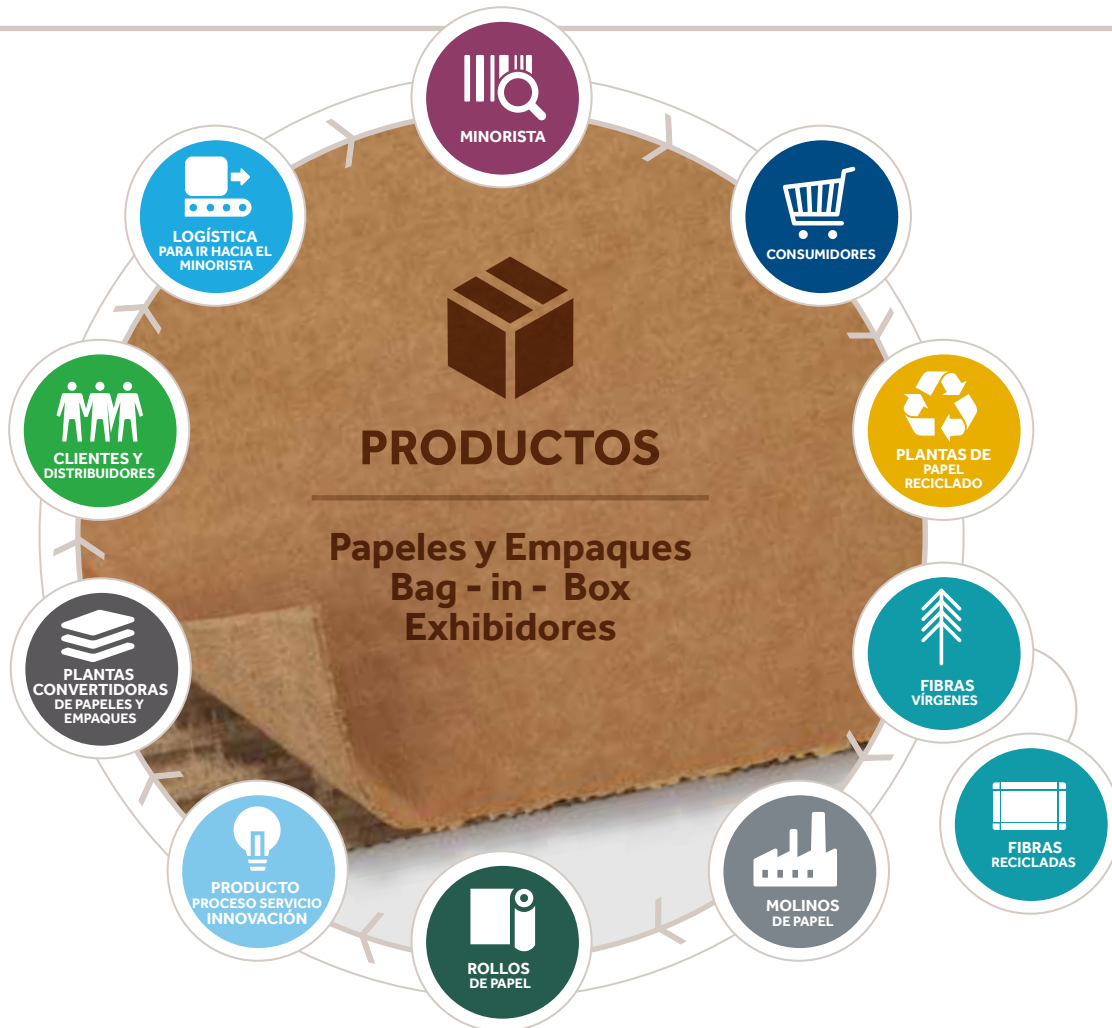 MINORISTA
LOGÍSTICA
PARA IR HACIA EL
MINORISTA
CONSUMIDORES
CLIENTES Y
DISTRIBUIDORES
PRODUCTOS
PLANTAS DE
PAPEL
RECICLADO
Papeles y Empaques
Bag - in - Box
Exhibidores
PLANTAS
CONVERTIDORAS
DE PAPELES Y
EMPAQUES
FIBRAS
VÍRGENES
PRODUCTO
PROCESO SERVICIO
INNOVACIÓN
MOLINOS
DE PAPEL
FIBRAS
RECICLADAS
ROLLOS
DE PAPEL